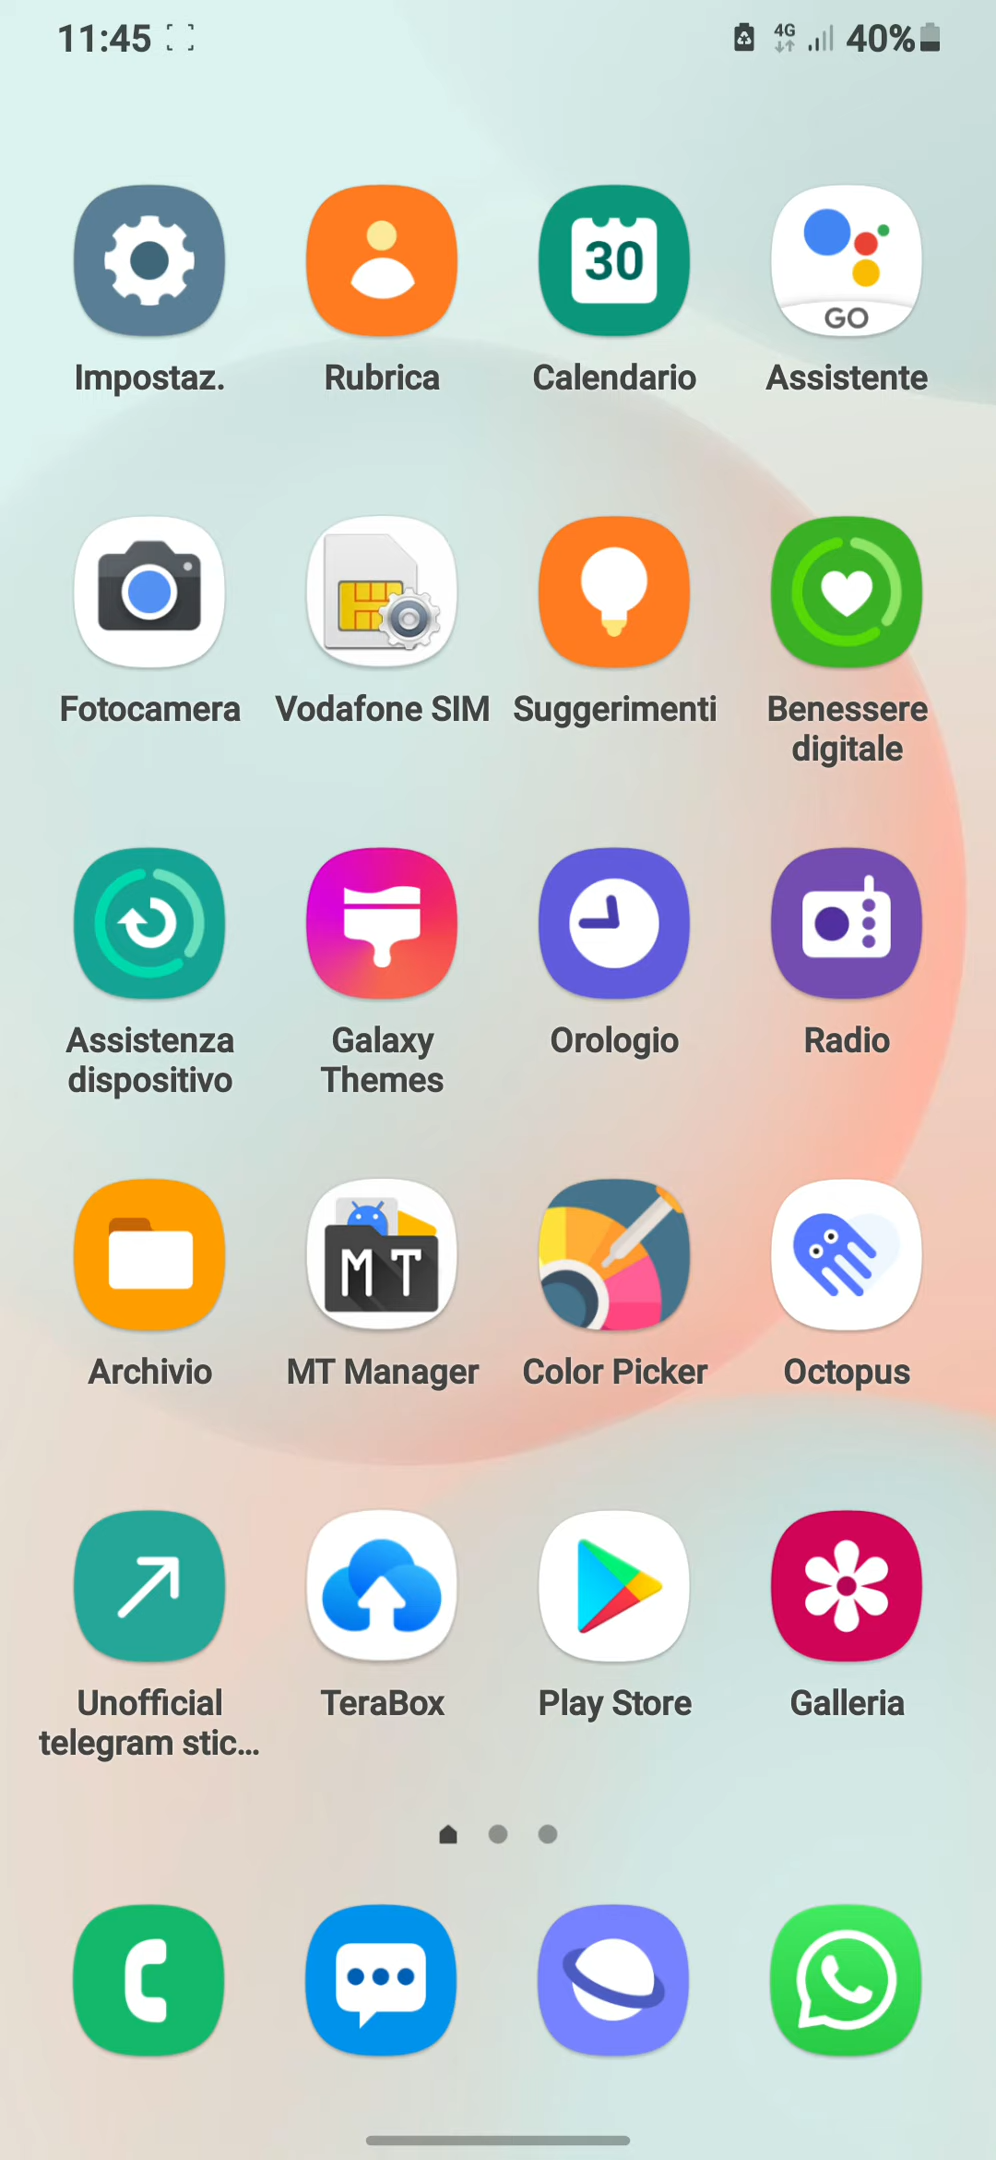 11:45 4G 40%
30
GO
Impostaz. Rubrica Calendario Assistente
Fotocamera Vodafone SIM Suggerimenti Benessere
digitale
Assistenza Galaxy Orologio Radio
dispositivo Themes
MT
Archivio MT Manager Color Picker Octopus
Unofficial TeraBox Play Store Galleria
telegram stic...